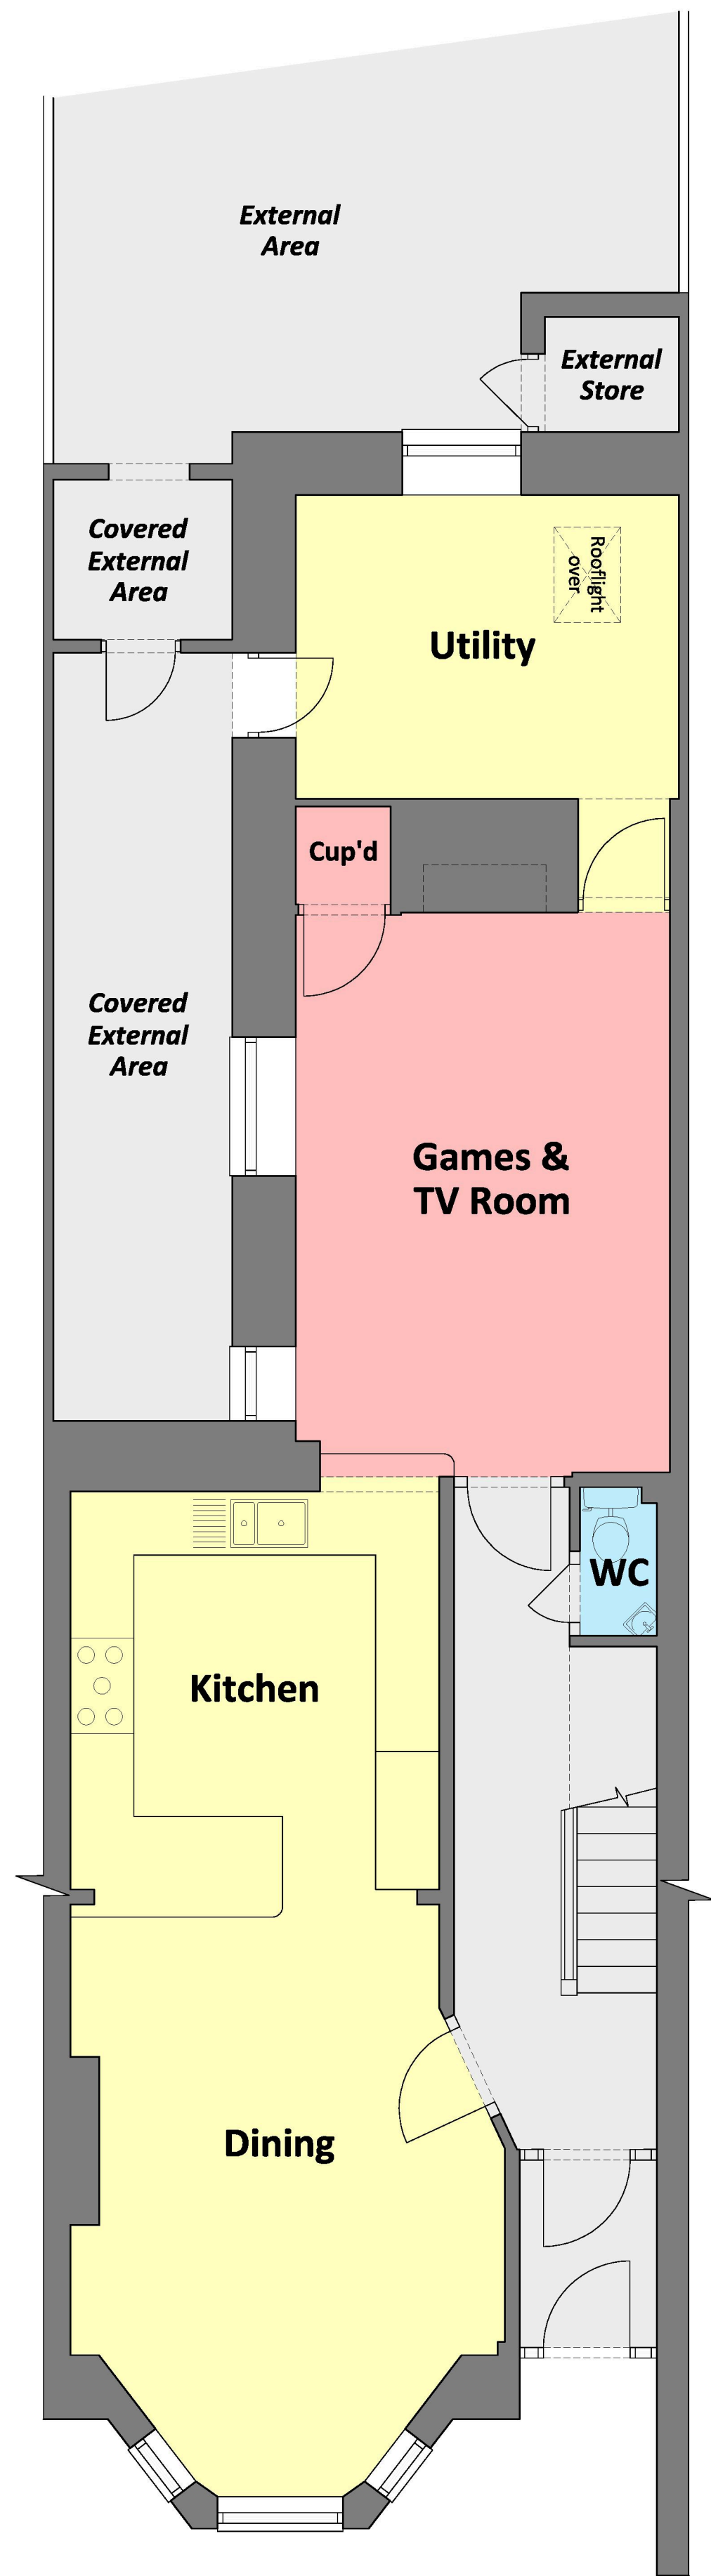 External
Area
External
Store
Covered
External
Area
Rooflight
over
Utility
Cup'd
Covered
External
Area
Games &
TV Room
WC
Kitchen
Dining